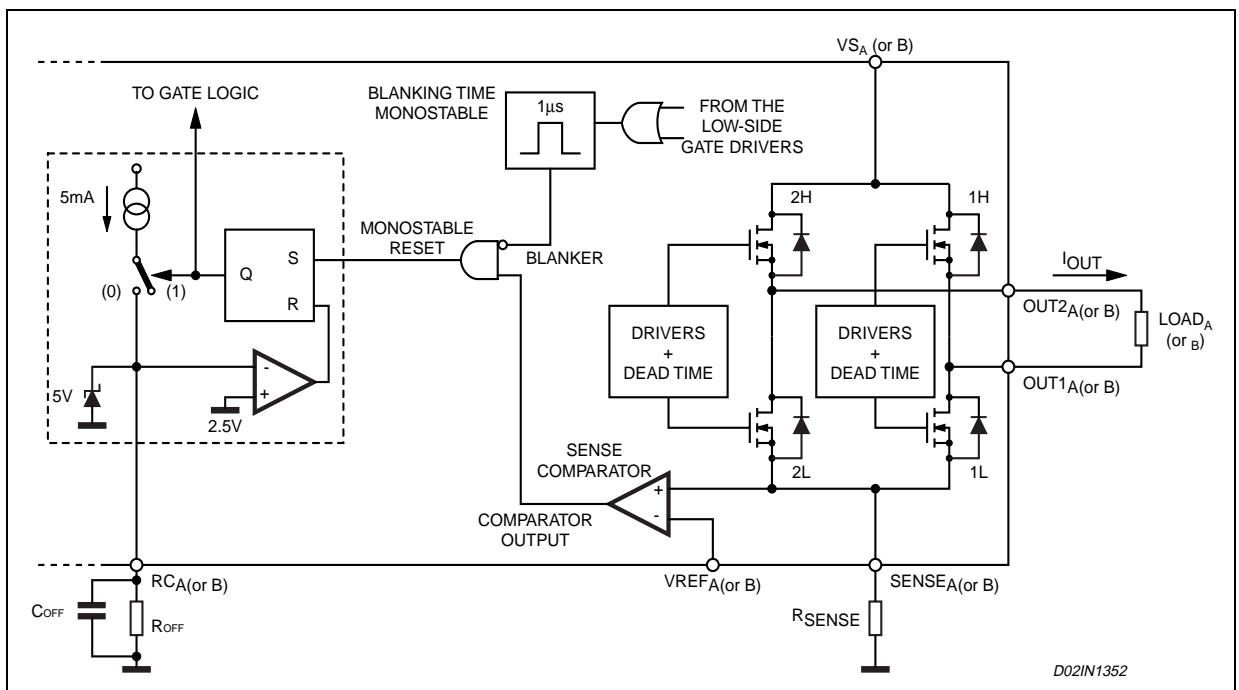 VSA (or B)
TO GATE LOGIC
BLANKING TIME
MONOSTABLE
1μs
FROM THE
LOW-SIDE
GATE DRIVERS
5mA
2H
1H
MONOSTABLE
RESET
S
Q
BLANKER
IOUT
(0)
(1)
R
OUT2A(or B)
DRIVERS
+
DEAD TIME
DRIVERS
+
DEAD TIME
LOADA
(or B)
-
+
OUT1A(or B)
5V
2.5V
SENSE
COMPARATOR
2L
1L
+
-
COMPARATOR
OUTPUT
RCA(or B)
VREFA(or B)
SENSEA(or B)
COFF
ROFF
RSENSE
D02IN1352